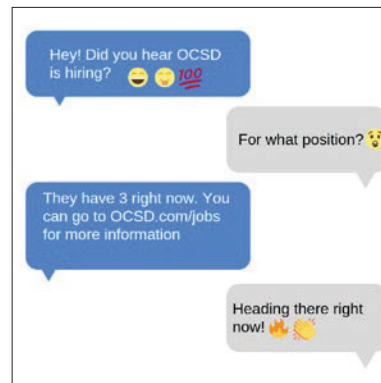 Hey! Did you hear OCSD
is hiring? 😄 😋 💯
For what position? 😲
They have 3 right now. You
can go to OCSD.com/jobs
for more information
Heading there right
now! 🔥 👏